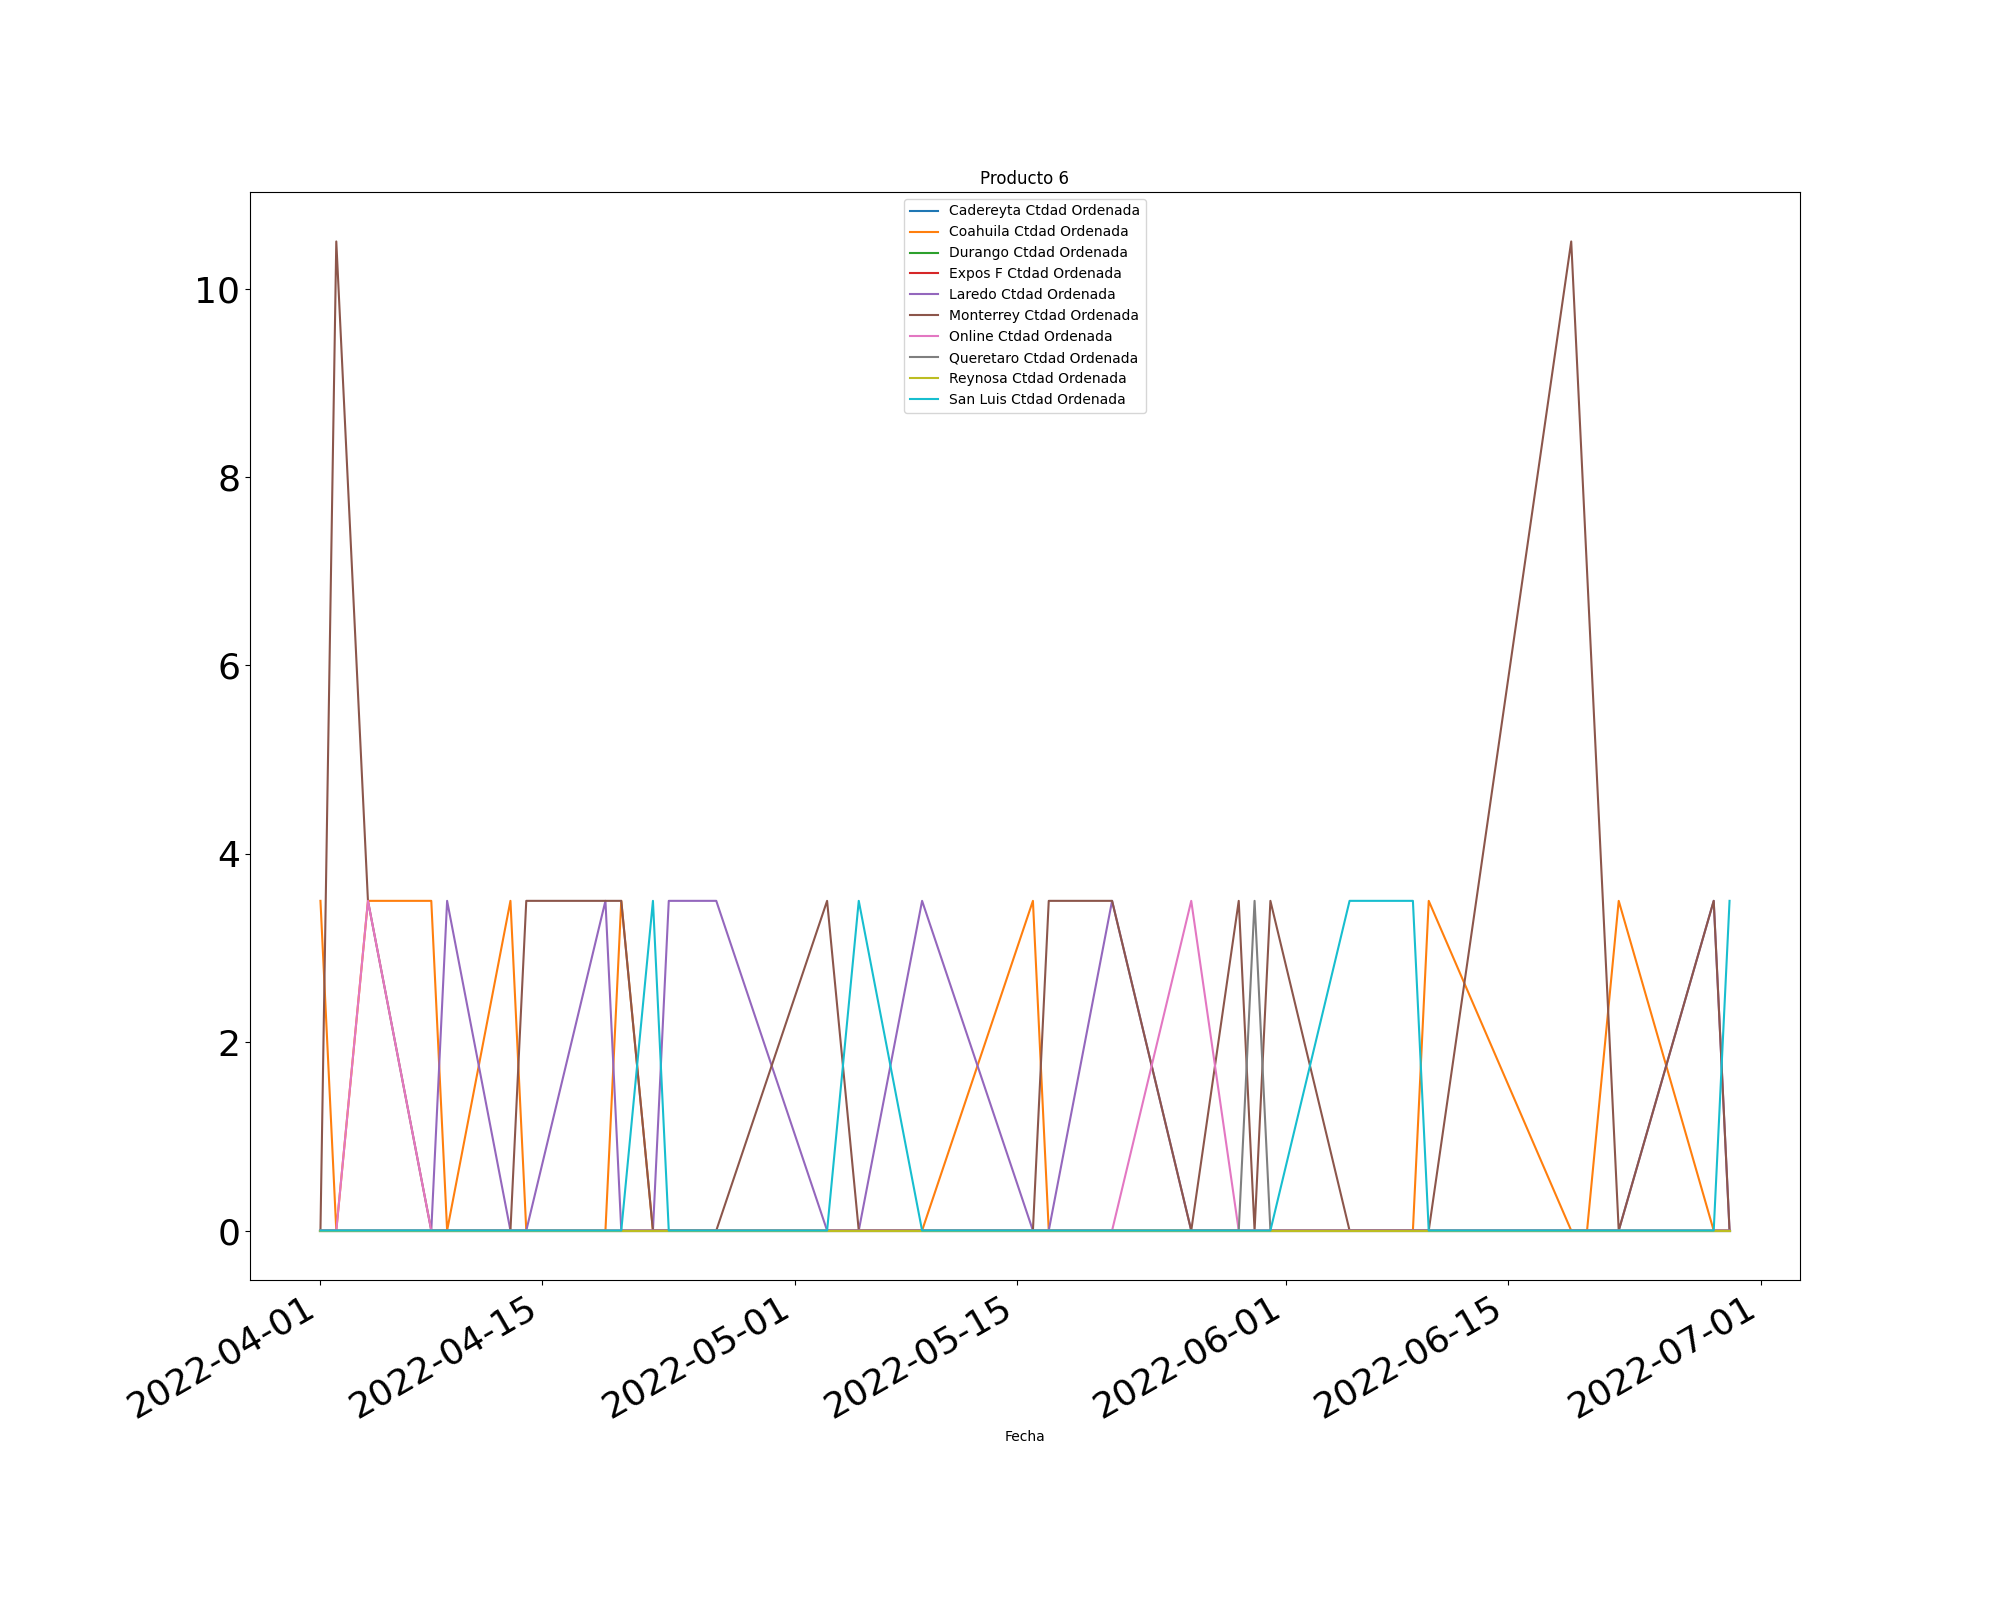 Producto 6
Cadereyta Ctdad Ordenada
Coahuila Ctdad Ordenada
Durango Ctdad Ordenada
Expos F Ctdad Ordenada
Laredo Ctdad Ordenada
Monterrey Ctdad Ordenada
Online Ctdad Ordenada
Queretaro Ctdad Ordenada
Reynosa Ctdad Ordenada
San Luis Ctdad Ordenada
10
8
6
4
2
0
2022-04-01
2022-04-15
2022-05-01
2022-05-15
2022-06-01
2022-06-15
2022-07-01
Fecha